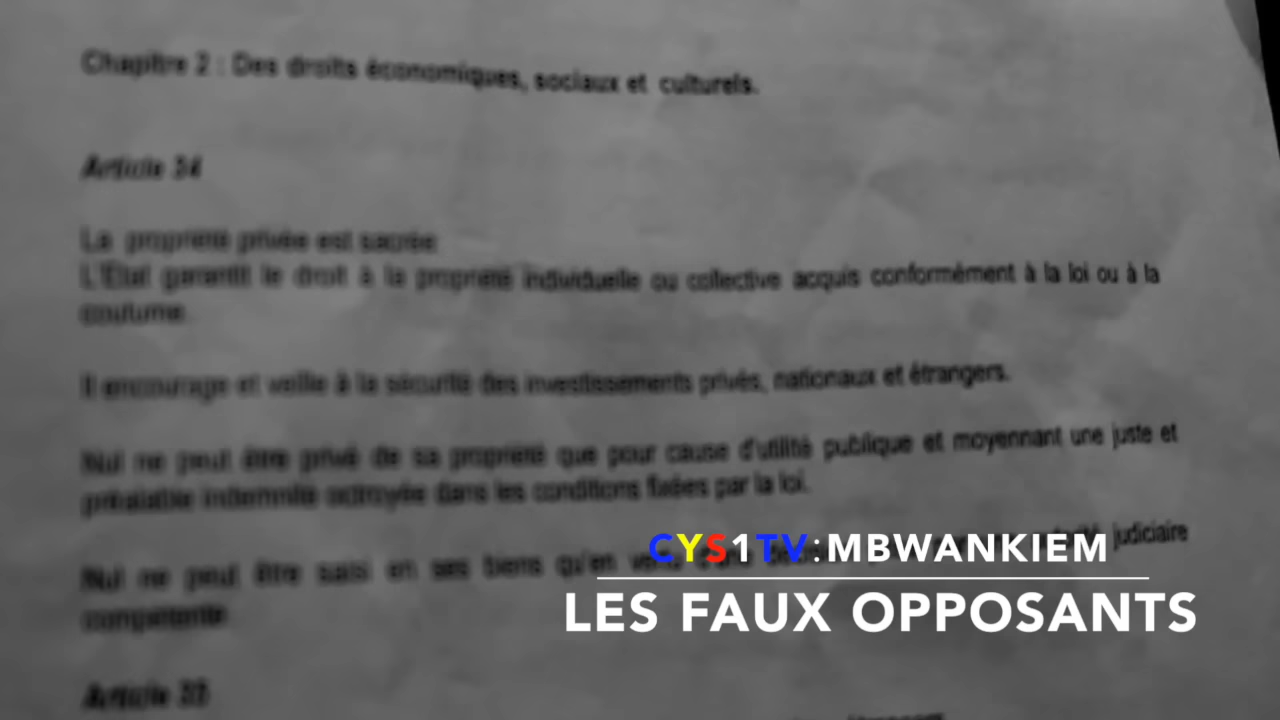 Chapitre 2 : Des droits économiques, sociaux et culturels.
Article 34
La propriété privée est sacrée
L'Etat garantit le droit à la propriété individuelle ou collective acquis conformément à la loi ou à la
coutume.
Il encourage et veille à la sécurité des investissements privés, nationaux et étrangers.
Nul ne peut être privé de sa propriété que pour cause d'utilité publique et moyennant une juste et
préalable indemnité octroyée dans les conditions fixées par la loi.
Nul ne peut être saisi en ses biens qu'en judiciaire
compétente
CYS1TV:MBWANKIEM
LES FAUX OPPOSANTS
Article